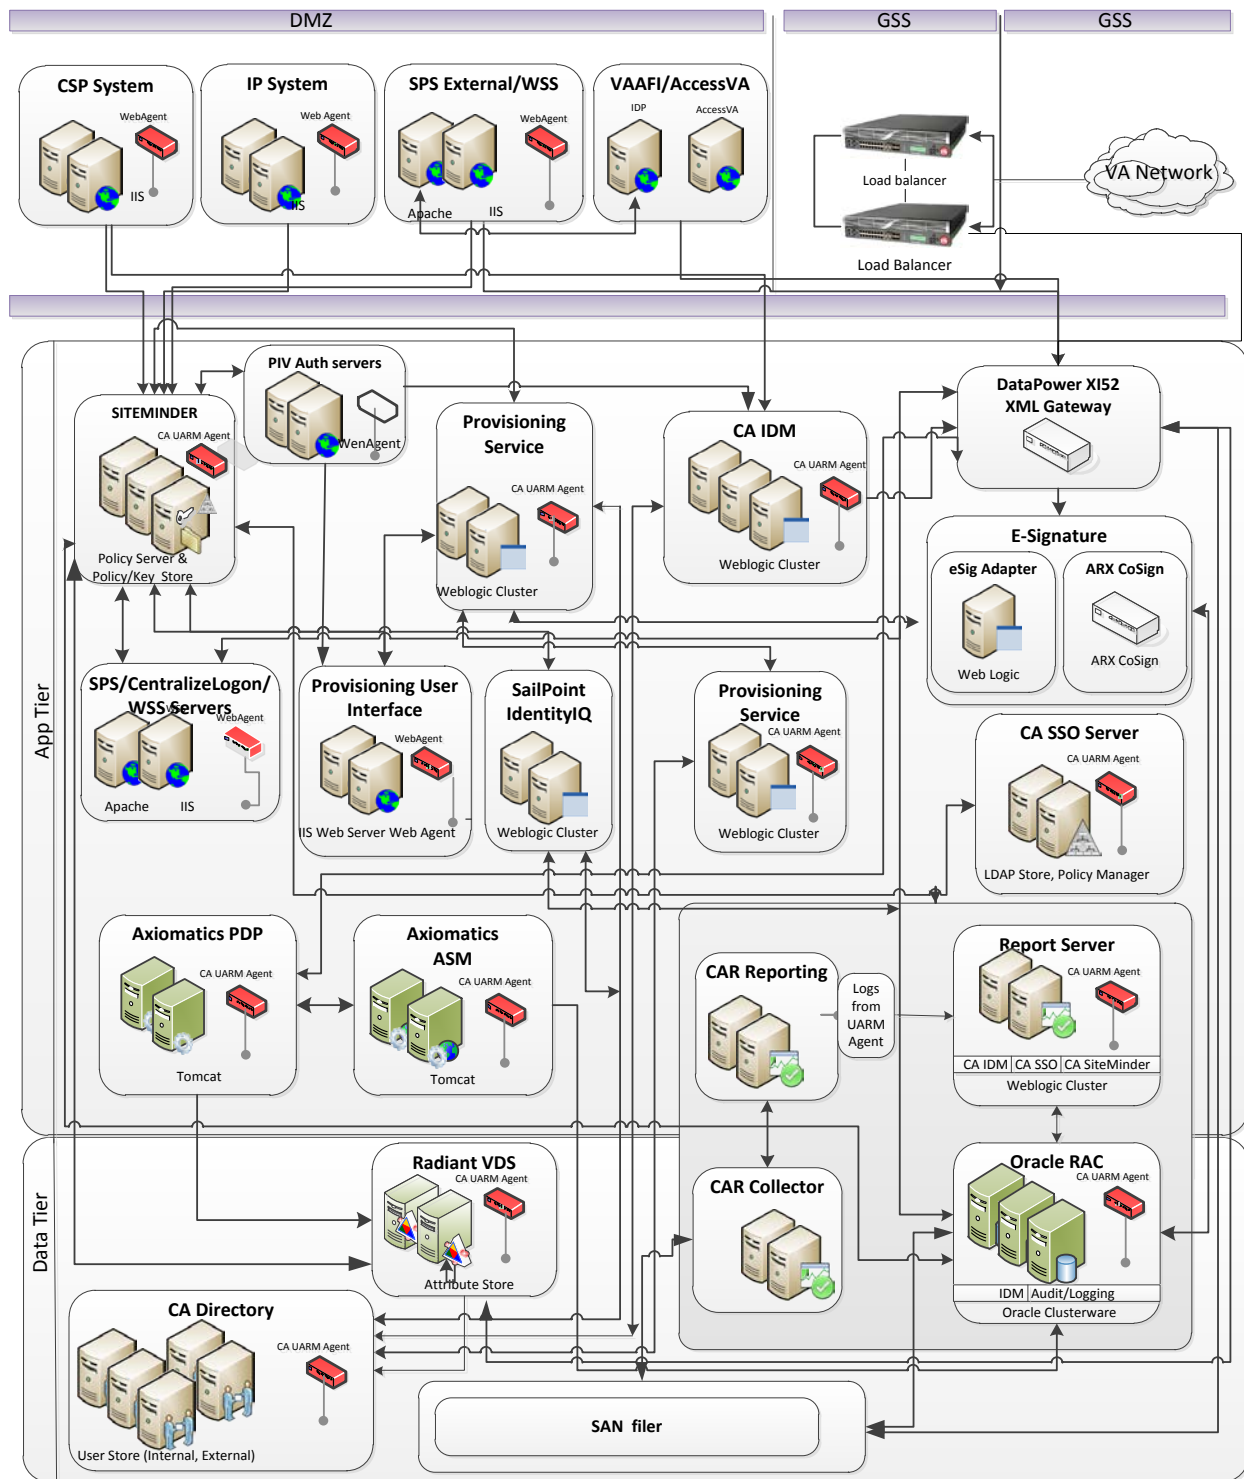 DMZ
GSS
GSS
CSP System
WebAgent
IIS
IP System
Web Agent
IIS
SPS External/WSS
WebAgent
Apache
IIS
VAAFI/AccessVA
IDP
AccessVA
Load balancer
Load Balancer
VA Network
App Tier
PIV Auth servers
WenAgent
SITEMINDER
CA UARM Agent
Policy Server &
Policy/Key Store
Provisioning
Service
CA UARM Agent
Weblogic Cluster
CA IDM
CA UARM Agent
Weblogic Cluster
DataPower XI52
XML Gateway
E-Signature
eSig Adapter
Web Logic
ARX CoSign
ARX CoSign
SPS/CentralizeLogon/
WSS Servers
WebAgent
Apache
IIS
Provisioning User
Interface
WebAgent
IIS Web Server Web Agent
SailPoint
IdentityIQ
Weblogic Cluster
Provisioning
Service
CA UARM Agent
Weblogic Cluster
CA SSO Server
CA UARM Agent
LDAP Store, Policy Manager
Axiomatics PDP
CA UARM Agent
Tomcat
Axiomatics
ASM
CA UARM Agent
Tomcat
CAR Reporting
Logs
from
UARM
Agent
Report Server
CA UARM Agent
CA IDM CA SSO CA SiteMinder
Weblogic Cluster
Data Tier
Radiant VDS
CA UARM Agent
Attribute Store
CAR Collector
Oracle RAC
CA UARM Agent
IDM Audit/Logging
Oracle Clusterware
CA Directory
CA UARM Agent
User Store (Internal, External)
SAN filer